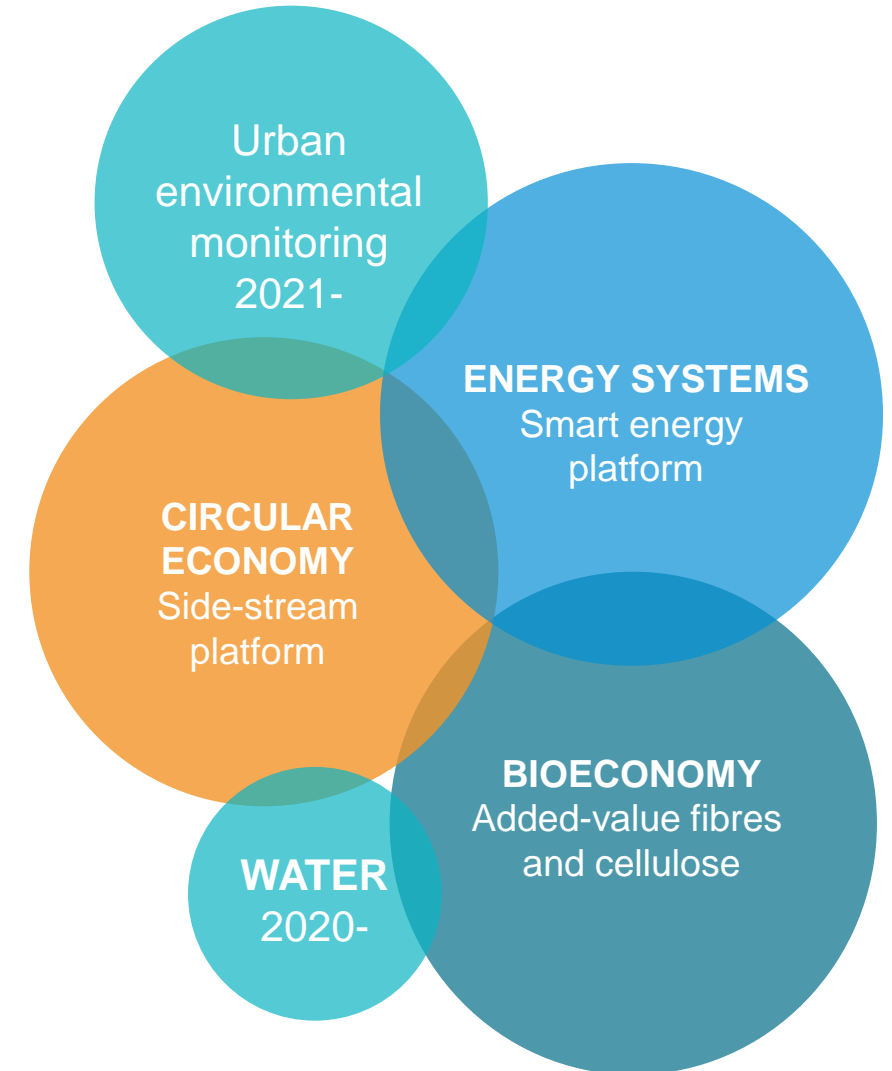 Urban
environmental
monitoring
2021-
ENERGY SYSTEMS
Smart energy
platform
CIRCULAR
ECONOMY
Side-stream
platform
BIOECONOMY
Added-value fibres
and cellulose
WATER
2020-